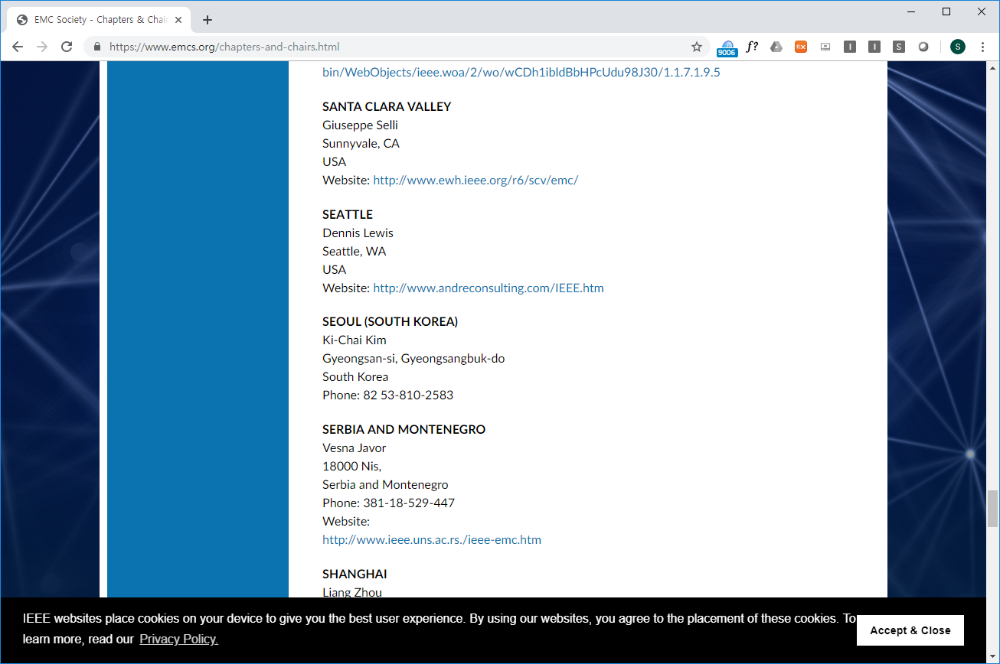 EMC Society - Chapters & Chai
https://www.emcs.org/chapters-and-chairs.html
9006
f?
EX
I
I
S
S
bin/WebObjects/ieee.woa/2/wo/wCDh1ibldBbHPcUdu98J30/1.1.7.1.9.5
SANTA CLARA VALLEY
Giuseppe Selli
Sunnyvale, CA
USA
Website: http://www.ewh.ieee.org/r6/scv/emc/
SEATTLE
Dennis Lewis
Seattle, WA
USA
Website: http://www.andreconsulting.com/IEEE.htm
SEOUL (SOUTH KOREA)
Ki-Chai Kim
Gyeongsan-si, Gyeongsangbuk-do
South Korea
Phone: 82 53-810-2583
SERBIA AND MONTENEGRO
Vesna Javor
18000 Nis,
Serbia and Montenegro
Phone: 381-18-529-447
Website:
http://www.ieee.uns.ac.rs./ieee-emc.htm
SHANGHAI
Liang Zhou
IEEE websites place cookies on your device to give you the best user experience. By using our websites, you agree to the placement of these cookies. To
learn more, read our Privacy Policy.
Accept & Close